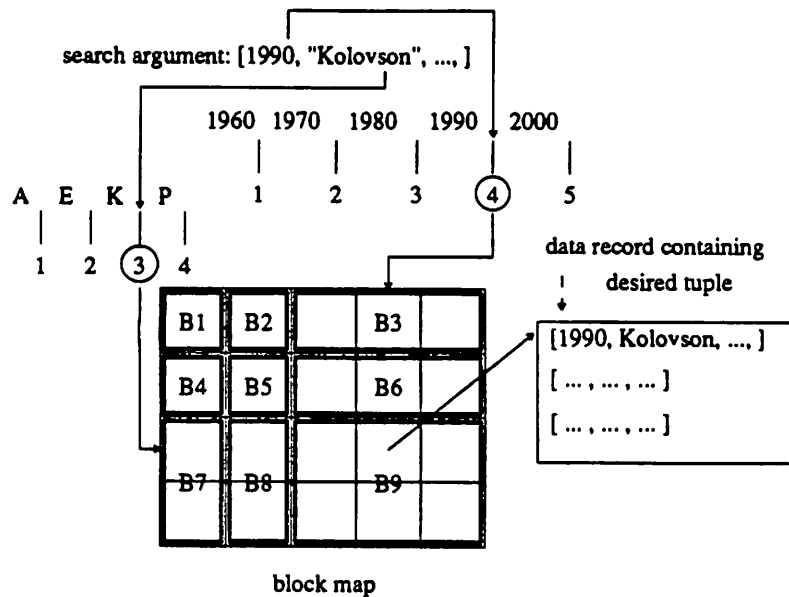 search argument: [1990, "Kolovson", ..., ]
1960 1970 1980 1990 2000
1 2 3 4 5
A E K P
1 2 3 4
data record containing
desired tuple
B1 B2 B3
[1990, Kolovson, ..., ]
B4 B5 B6
[ ... , ... , ... ]
[ ... , ... , ... ]
B7 B8 B9
block map